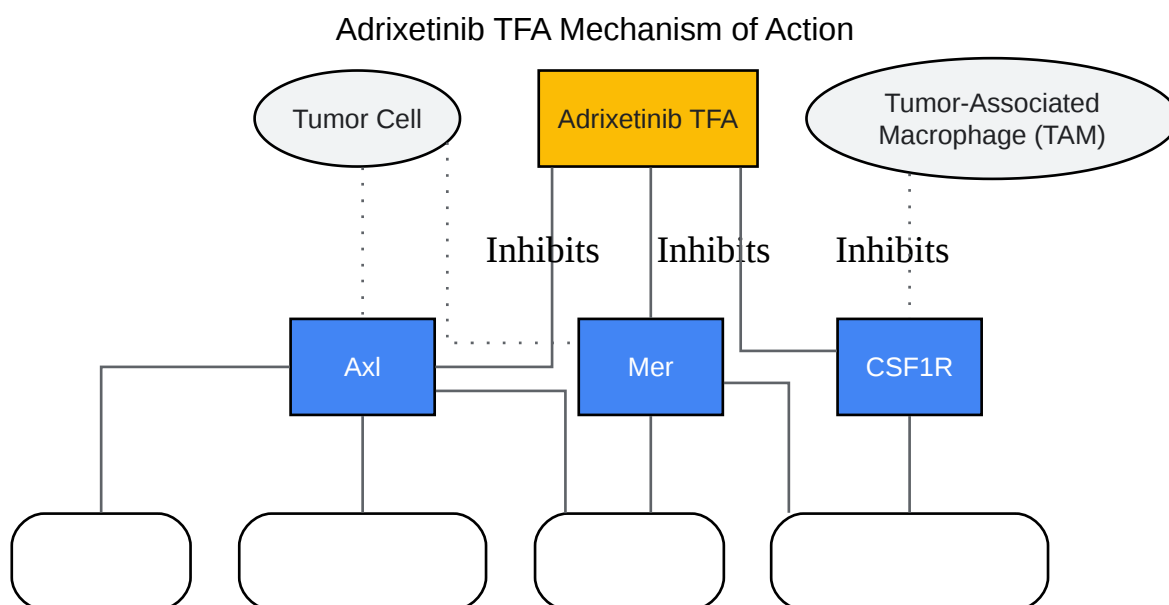 Adrixetinib TFA Mechanism of Action
Tumor Cell
Adrixetinib TFA
Tumor-Associated
Macrophage (TAM)
Inhibits
Inhibits
Inhibits
Axl
Mer
CSF1R